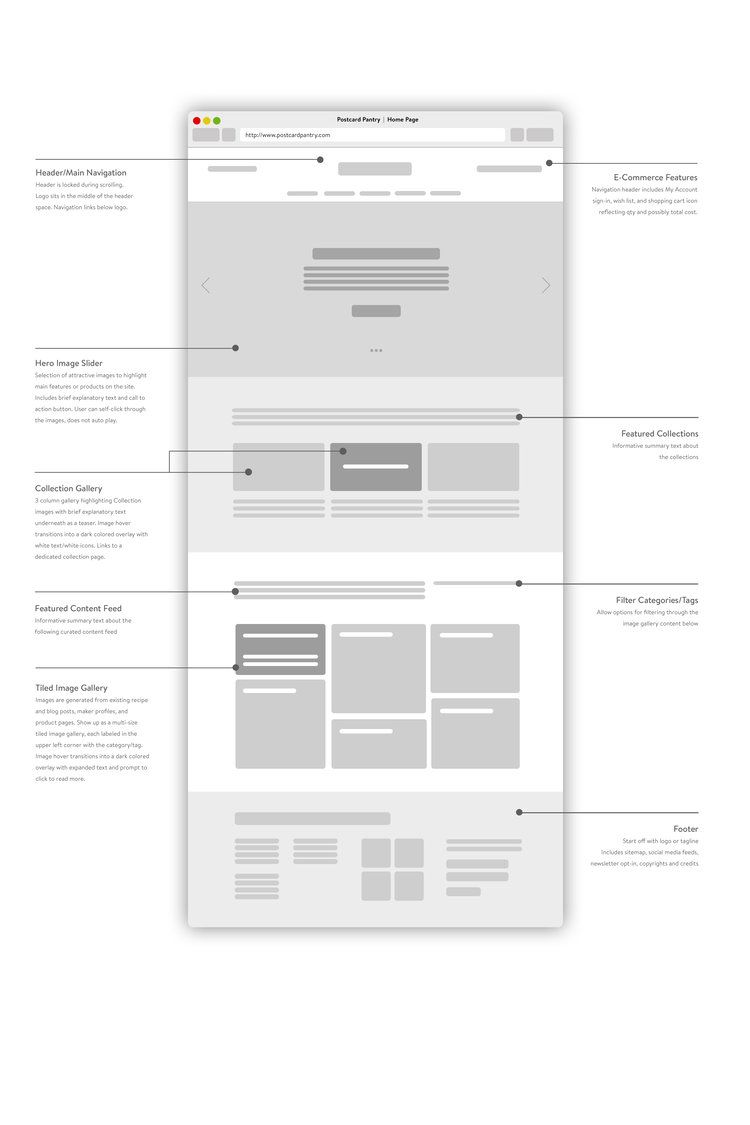 Postcard Pantry | Home Page
http://www.postcardpantry.com
Header/Main Navigation
Header is locked during scrolling.
Logo sits in the middle of the header
space. Navigation links below logo.
E-Commerce Features
Navigation header includes My Account
sign-in, wish list, and shopping cart icon
reflecting qty and possibly total cost.
Hero Image Slider
Selection of attractive images to highlight
main features or products on the site.
Includes brief explanatory text and call to
action button. User can self-click through
the images, does not auto play.
Featured Collections
Informative summary text about
the collections
Collection Gallery
3 column gallery highlighting Collection
images with brief explanatory text
underneath as a teaser. Image hover
transitions into a dark colored overlay with
white text/white icons. Links to a
dedicated collection page.
Featured Content Feed
Informative summary text about the
following curated content feed
Filter Categories/Tags
Allow options for filtering through the
image gallery content below
Tiled Image Gallery
Images are generated from existing recipe
and blog posts, maker profiles, and
product pages. Show up as a multi-size
tiled image gallery, each labeled in the
upper left corner with the category/tag.
Image hover transitions into a dark colored
overlay with expanded text and prompt to
click to read more.
Footer
Start off with logo or tagline
Includes sitemap, social media feeds,
newsletter opt-in, copyrights and credits